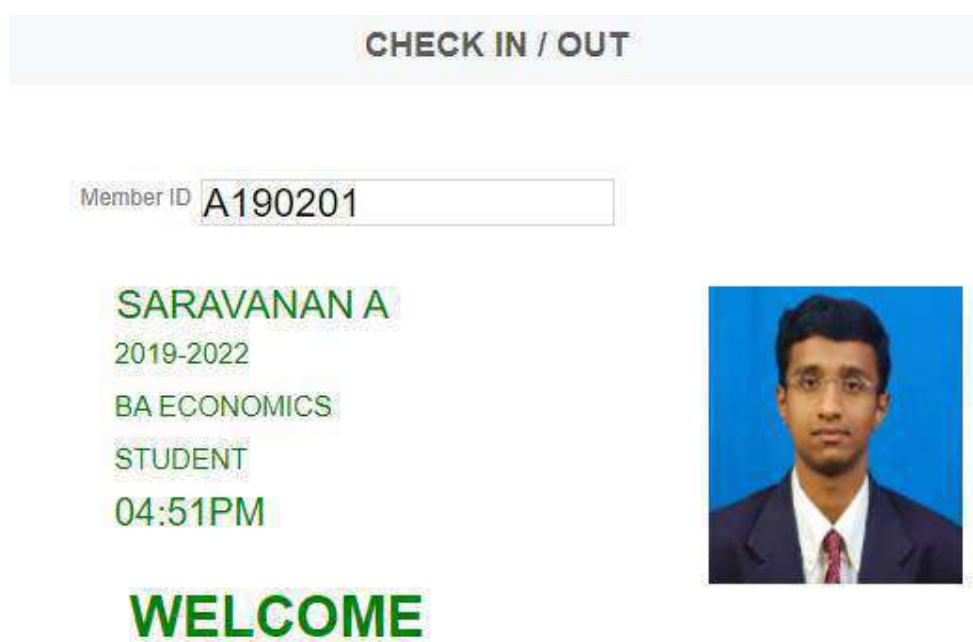 CHECK IN / OUT
Member ID A190201
SARAVANAN A
2019-2022
BA ECONOMICS
STUDENT
04:51PM
WELCOME